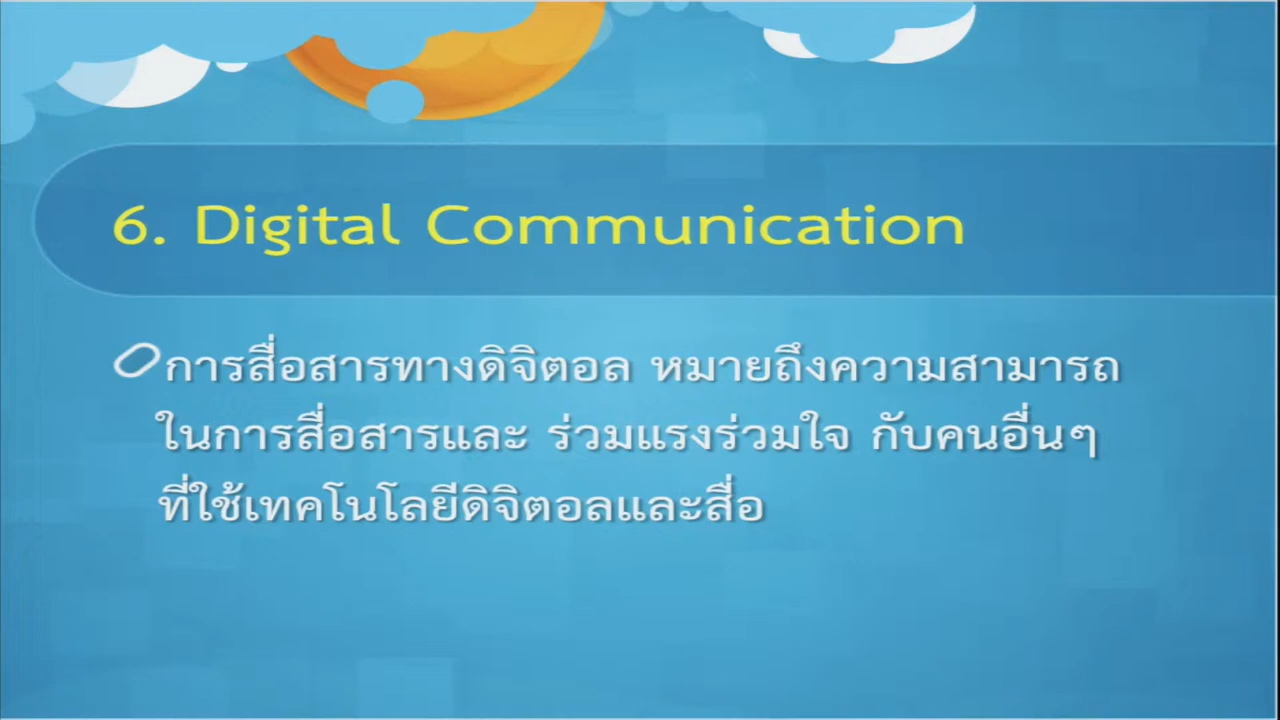 6. Digital Communication
การสื่อสารทางดิจิตอล หมายถึงความสามารถ
ในการสื่อสารและ ร่วมแรงร่วมใจ กับคนอื่นๆ
ที่ใช้เทคโนโลยีดิจิตอลและสื่อ